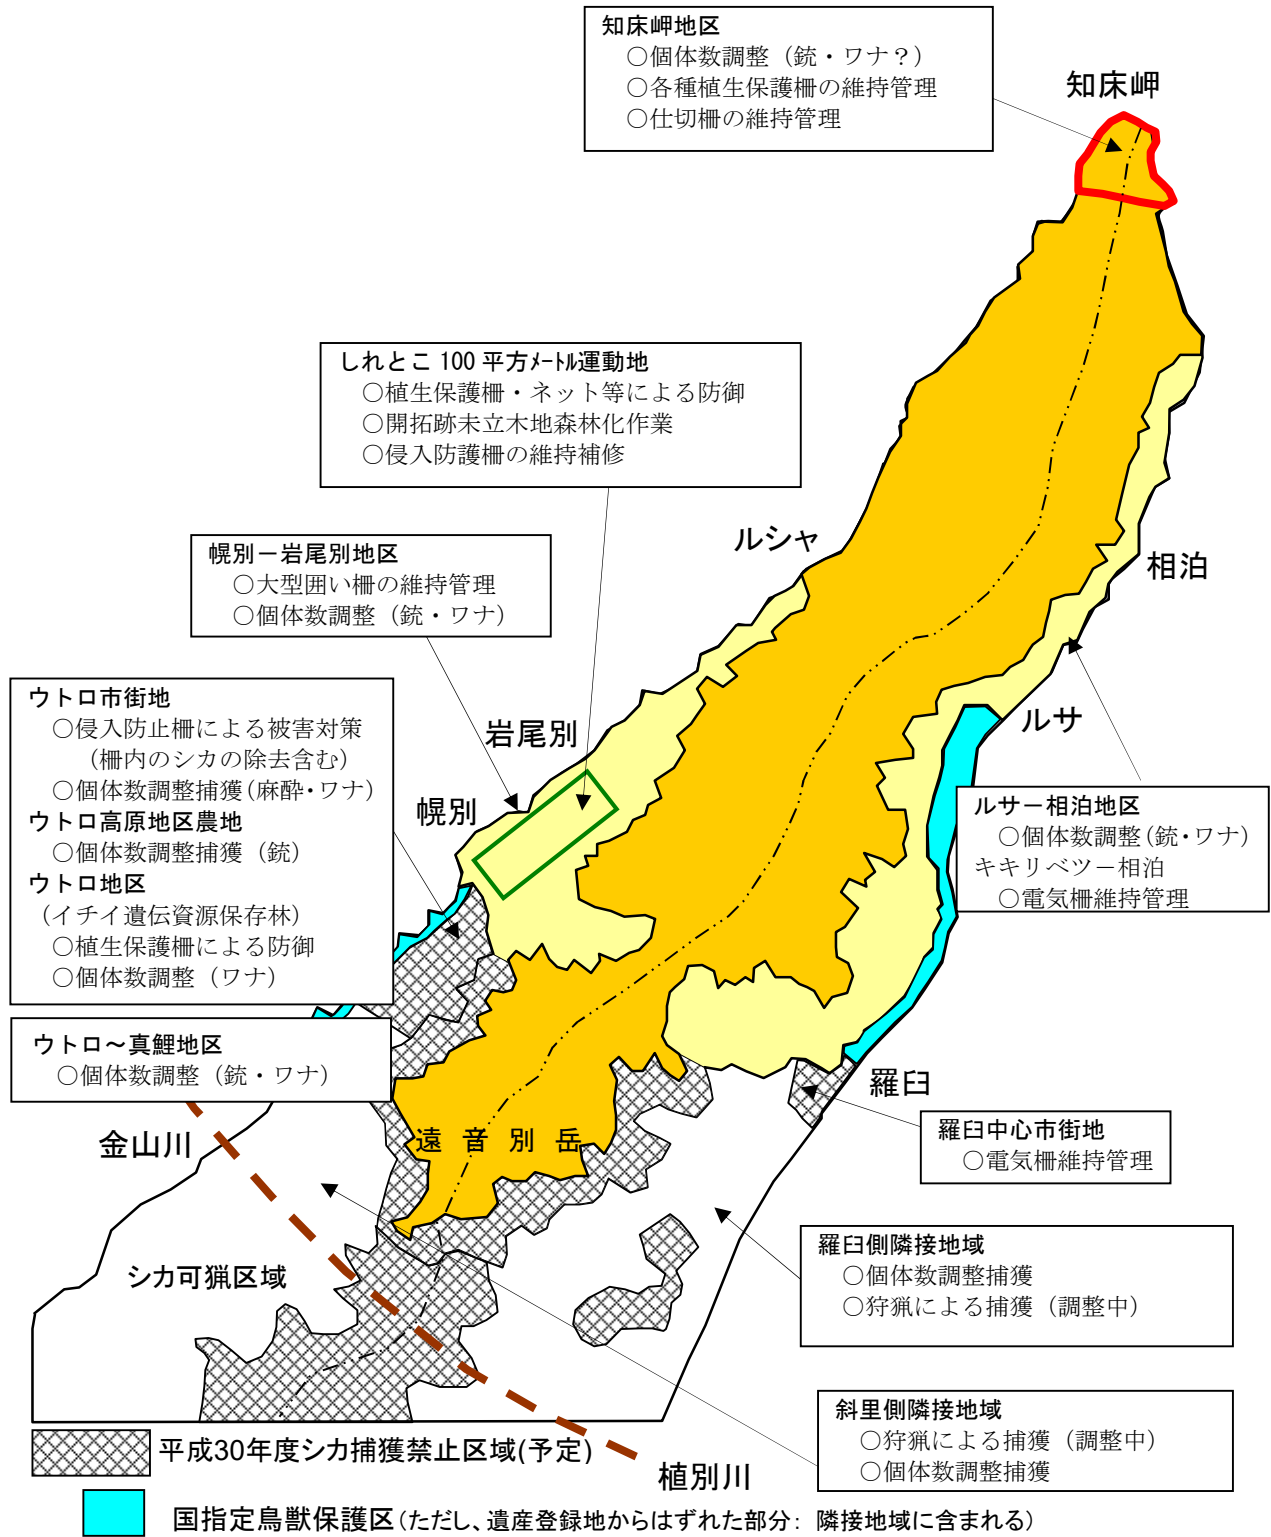 知床岬地区
○個体数調整（銃・ワナ？）
○各種植生保護柵の維持管理
○仕切柵の維持管理
知床岬
しれとこ 100 平方ﾒｰﾄﾙ運動地
○植生保護柵・ネット等による防御
○開拓跡未立木地森林化作業
○侵入防護柵の維持補修
ルシャ
相泊
幌別－岩尾別地区
○大型囲い柵の維持管理
○個体数調整（銃・ワナ）
ウトロ市街地
○侵入防止柵による被害対策
（柵内のシカの除去含む）
○個体数調整捕獲（麻酔・ワナ）
ウトロ高原地区農地
○個体数調整捕獲（銃）
ウトロ地区
（イチイ遺伝資源保存林）
○植生保護柵による防御
○個体数調整（ワナ）
岩尾別
幌別
ルサ
ルサ－相泊地区
○個体数調整（銃・ワナ）
キキリベツ－相泊
○電気柵維持管理
ウトロ～真鯉地区
○個体数調整（銃・ワナ）
羅臼
金山川
遠音別岳
羅臼中心市街地
○電気柵維持管理
シカ可猟区域
羅臼側隣接地域
○個体数調整捕獲
○狩猟による捕獲（調整中）
斜里側隣接地域
○狩猟による捕獲（調整中）
○個体数調整捕獲
平成30年度シカ捕獲禁止区域(予定)
植別川
国指定鳥獣保護区（ただし、遺産登録地からはずれた部分：隣接地域に含まれる）